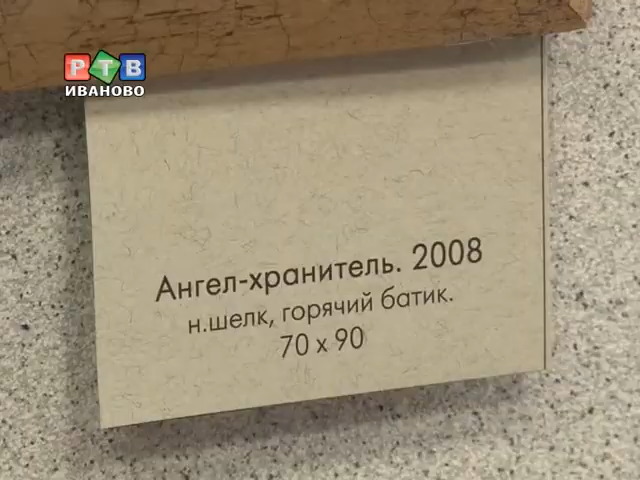 РТВ
ИВАНОВО
Ангел-хранитель. 2008
н.шелк, горячий батик.
70 х 90